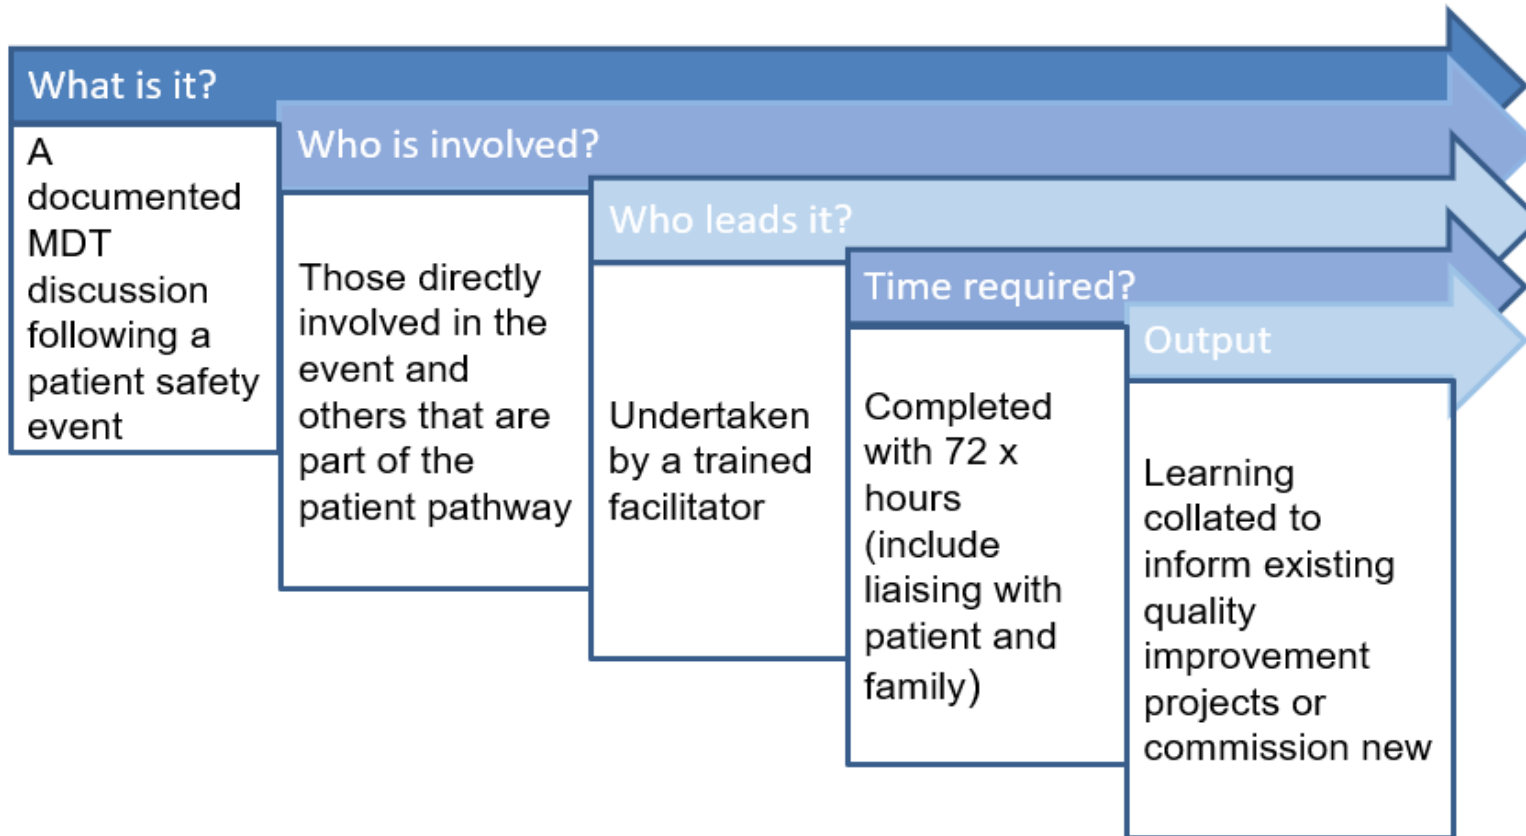 What is it?
A
documented
MDT
discussion
following a
patient safety
event
Who is involved?
Those directly
involved in the
event and
others that are
part of the
patient pathway
Who leads it?
Undertaken
by a trained
facilitator
Time required?
Completed
with 72 x
hours
(include
liaising with
patient and
family)
Output
Learning
collated to
inform existing
quality
improvement
projects or
commission new